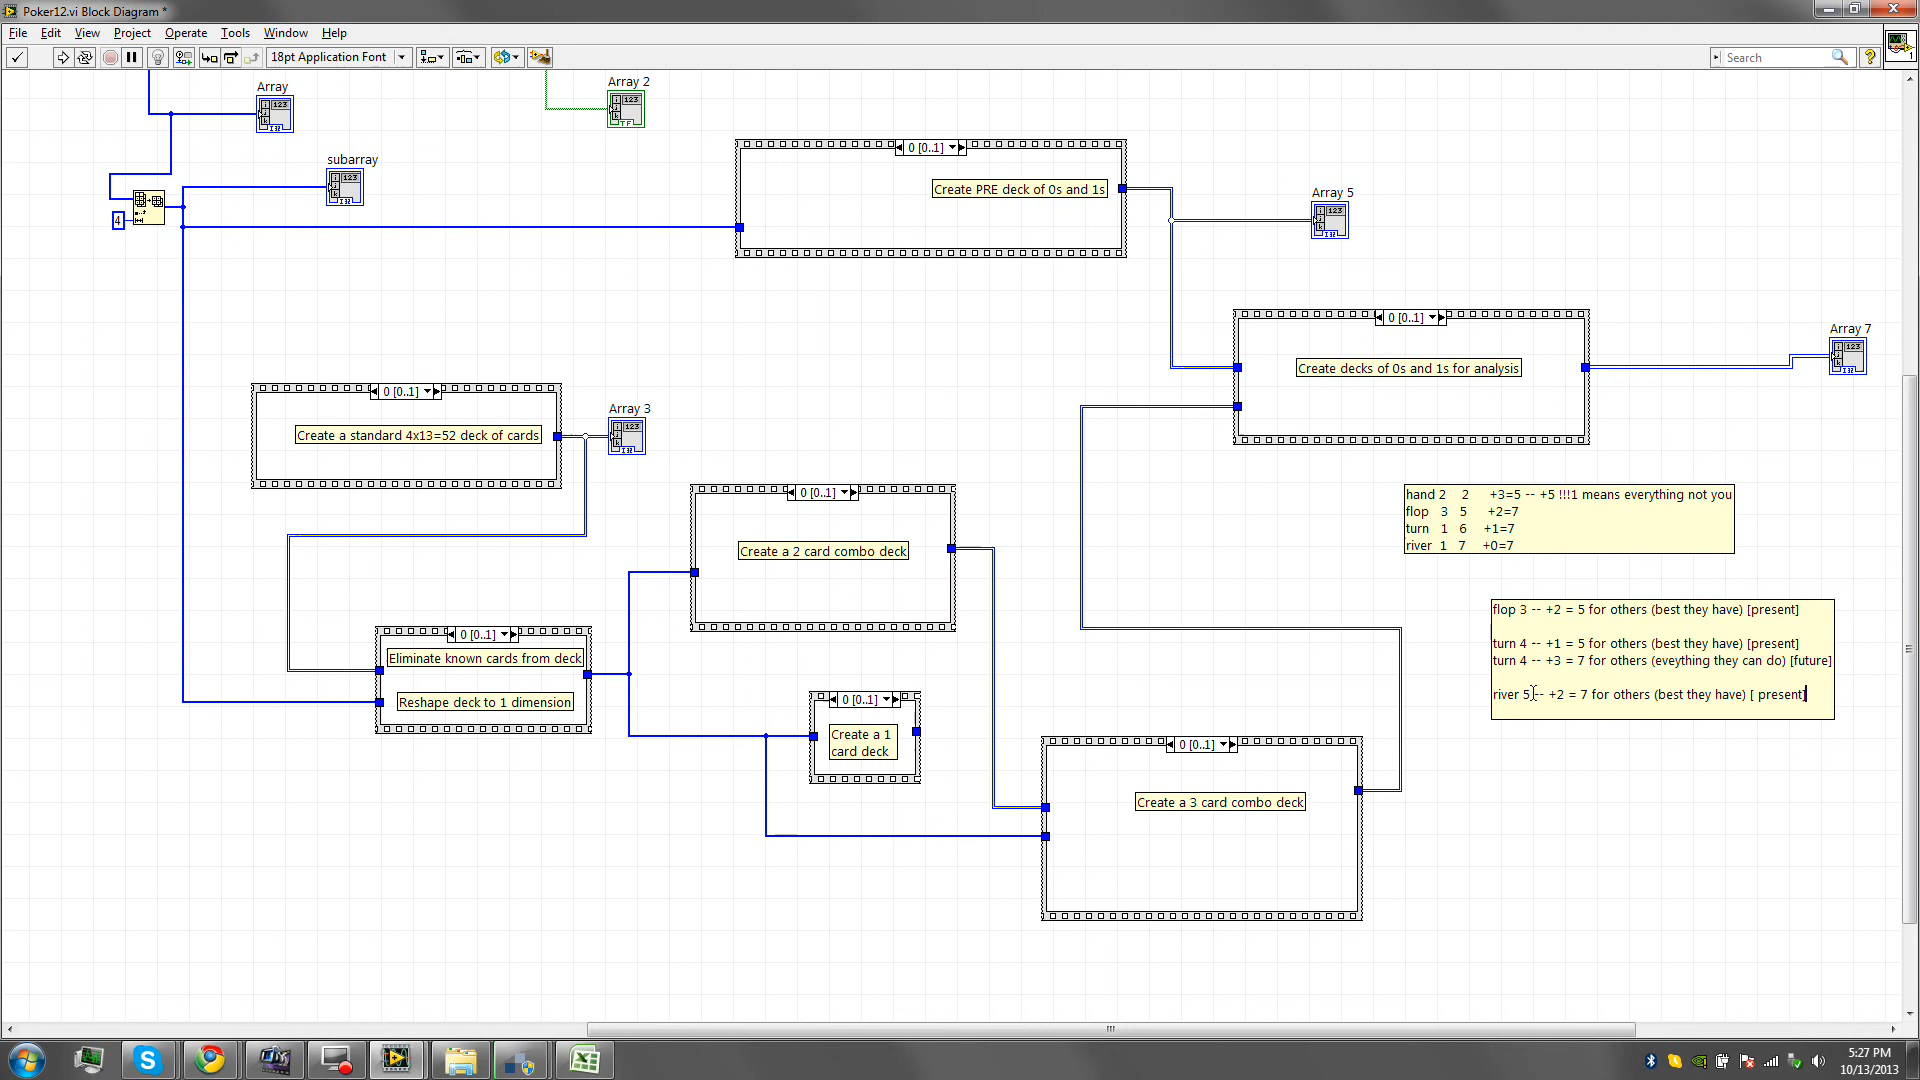 Poker12.vi Block Diagram *
File Edit View Project Operate Tools Window Help
18pt Application Font
Search
Array
Array 2
subarray
4
0 [0..1]
Create PRE deck of 0s and 1s
Array 5
0 [0..1]
Create decks of 0s and 1s for analysis
Array 7
0 [0..1]
Create a standard 4x13=52 deck of cards
Array 3
0 [0..1]
Create a 2 card combo deck
hand 2 2 +3=5 -- +5 !!!1 means everything not you
flop 3 5 +2=7
turn 1 6 +1=7
river 1 7 +0=7
flop 3 -- +2 = 5 for others (best they have) [present]
turn 4 -- +1 = 5 for others (best they have) [present]
turn 4 -- +3 = 7 for others (eveything they can do) [future]
river 5 -- +2 = 7 for others (best they have) [ present]
0 [0..1]
Eliminate known cards from deck
Reshape deck to 1 dimension
0 [0..1]
Create a 1
card deck
0 [0..1]
Create a 3 card combo deck
5:27 PM
10/13/2013